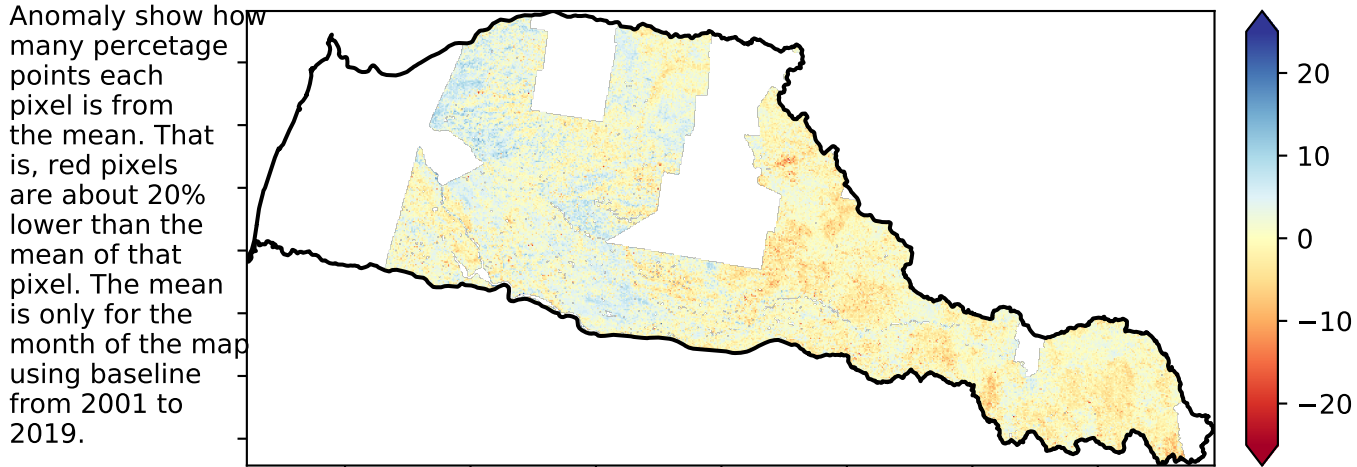 Anomaly show how
many percetage
points each
pixel is from
the mean. That
is, red pixels
are about 20%
lower than the
mean of that
pixel. The mean
is only for the
month of the map
using baseline
from 2001 to
2019.
20
10
0
−10
−20